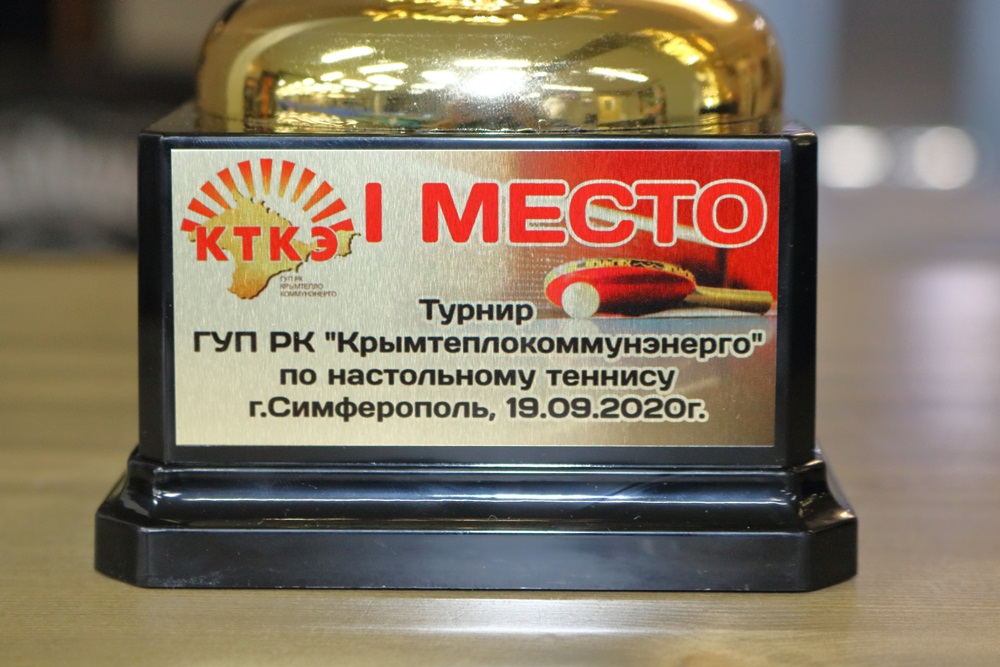 I МЕСТО
КТКЭ
ГУП РК
КРЫМТЕПЛО
КОММУНЭНЕРГО
Турнир
ГУП РК "Крымтеплокоммунэнерго"
по настольному теннису
г.Симферополь, 19.09.2020г.